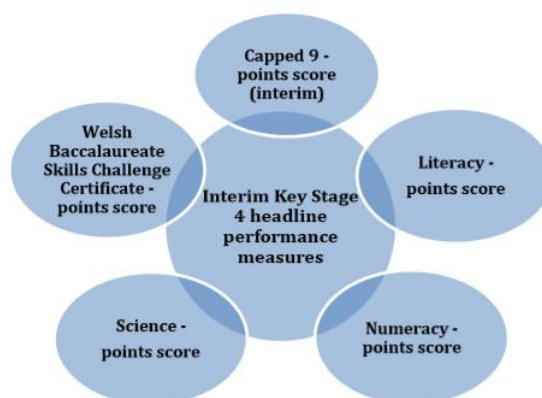 Capped 9 -
points score
(interim)
Welsh
Baccalaureate
Skills Challenge
Certificate -
points score
Literacy -
points score
Interim Key Stage
4 headline
performance
measures
Science -
points score
Numeracy -
points score